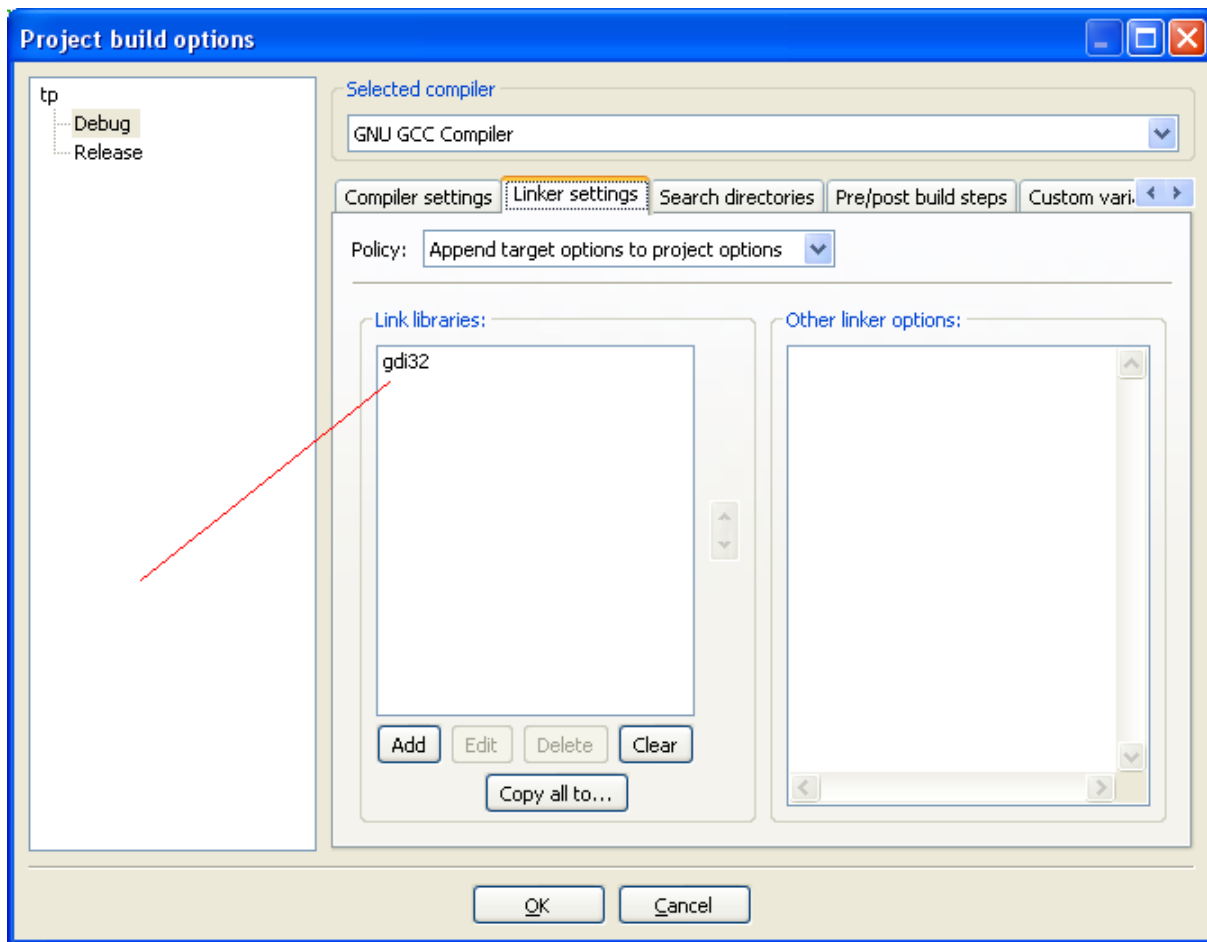 Project build options
tp
Debug
Release
Selected compiler
GNU GCC Compiler
Compiler settings Linker settings Search directories Pre/post build steps Custom vari
Policy: Append target options to project options
Link libraries:
gdi32
Add Edit Delete Clear
Copy all to...
Other linker options:
OK Cancel